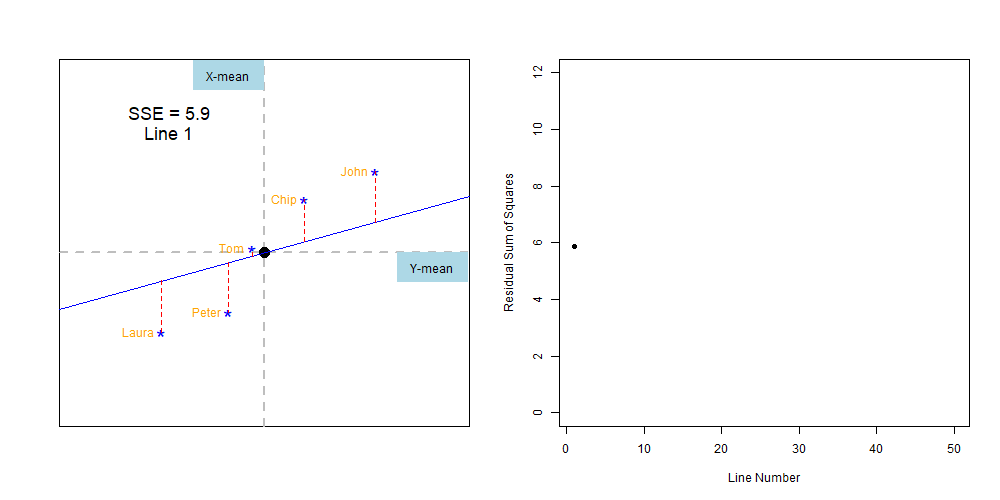 X-mean
SSE = 5.9
Line 1
John
Chip
Tom
Y-mean
Peter
Laura
Residual Sum of Squares
12
10
8
6
4
2
0
0 10 20 30 40 50
Line Number